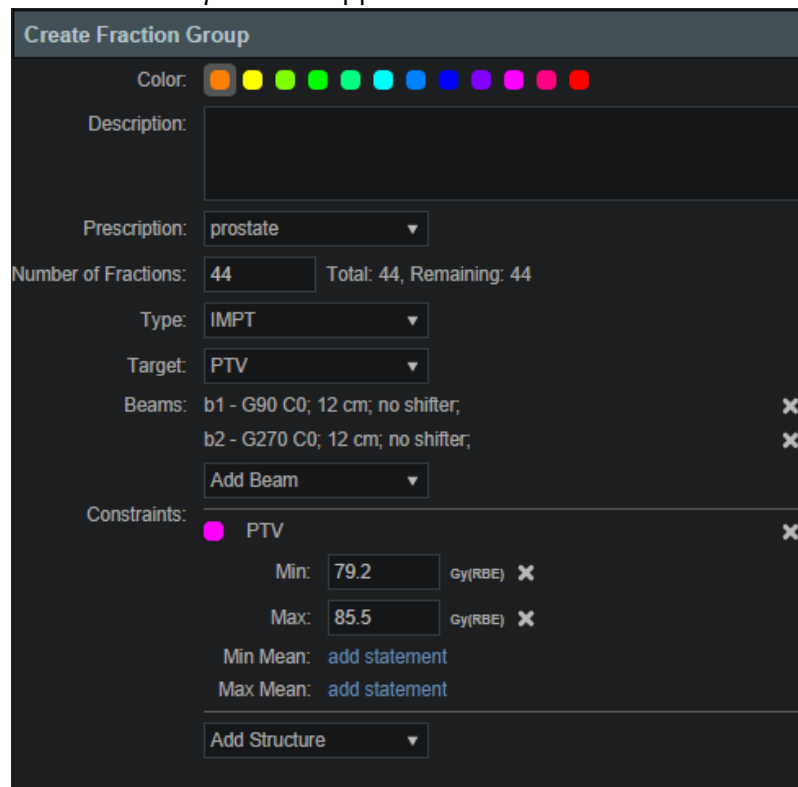 Create Fraction Group
Color:
Description:
Prescription: prostate
Number of Fractions: 44 Total: 44, Remaining: 44
Type: IMPT
Target: PTV
Beams: b1 - G90 C0; 12 cm; no shifter;
b2 - G270 C0; 12 cm; no shifter;
Add Beam
Constraints:
PTV
Min: 79.2 Gy(RBE)
Max: 85.5 Gy(RBE)
Min Mean: add statement
Max Mean: add statement
Add Structure